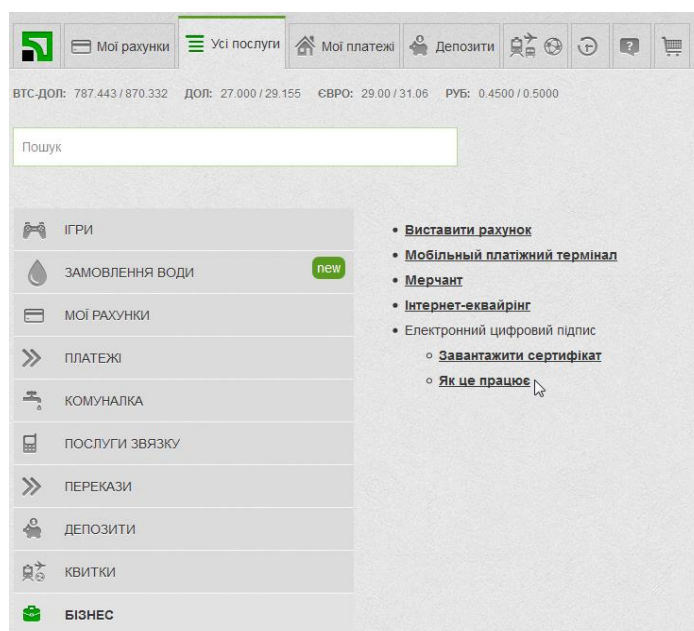 Мої рахунки Усі послуги Мої платежі Депозити
BTC-ДОЛ: 787.443 / 870.332 ДОЛ: 27.000 / 29.155 ЄВРО: 29.00 / 31.06 РУБ: 0.4500 / 0.5000
Пошук
ІГРИ
ЗАМОВЛЕННЯ ВОДИ new
МОЇ РАХУНКИ
ПЛАТЕЖІ
КОМУНАЛКА
ПОСЛУГИ ЗВЯЗКУ
ПЕРЕКАЗИ
ДЕПОЗИТИ
КВИТКИ
БІЗНЕС
Виставити рахунок
Мобільный платіжний термінал
Мерчант
Інтернет-еквайрінг
Електронний цифровий підпис
Завантажити сертифікат
Як це працює